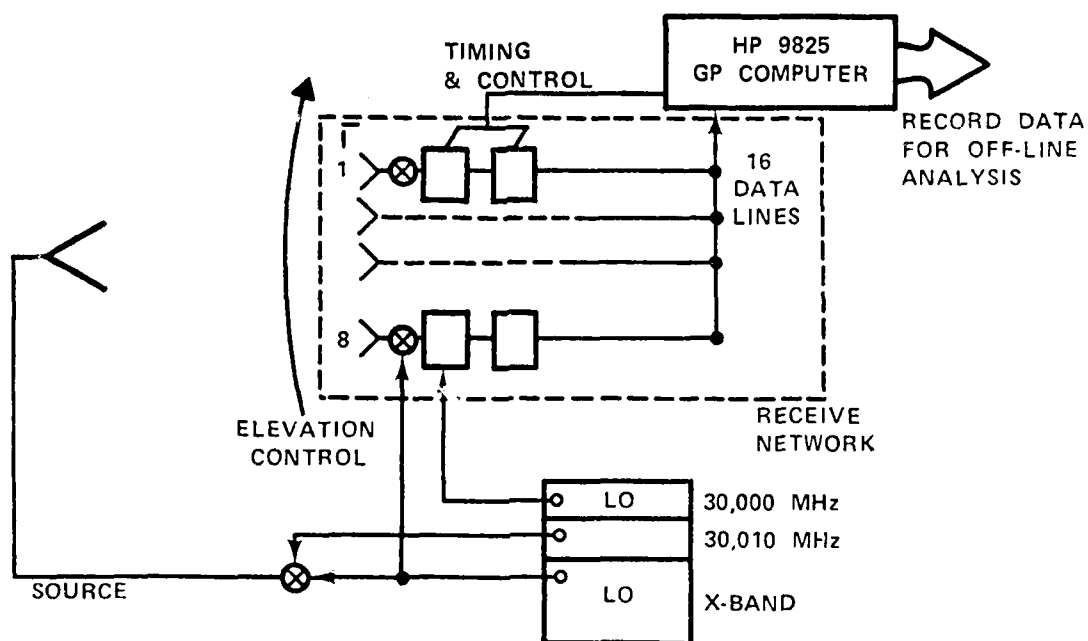 TIMING
& CONTROL
HP 9825
GP COMPUTER
RECORD DATA
FOR OFF-LINE
ANALYSIS
1
16
DATA
LINES
8
ELEVATION
CONTROL
RECEIVE
NETWORK
LO
30,000 MHz
30,010 MHz
LO
X-BAND
SOURCE